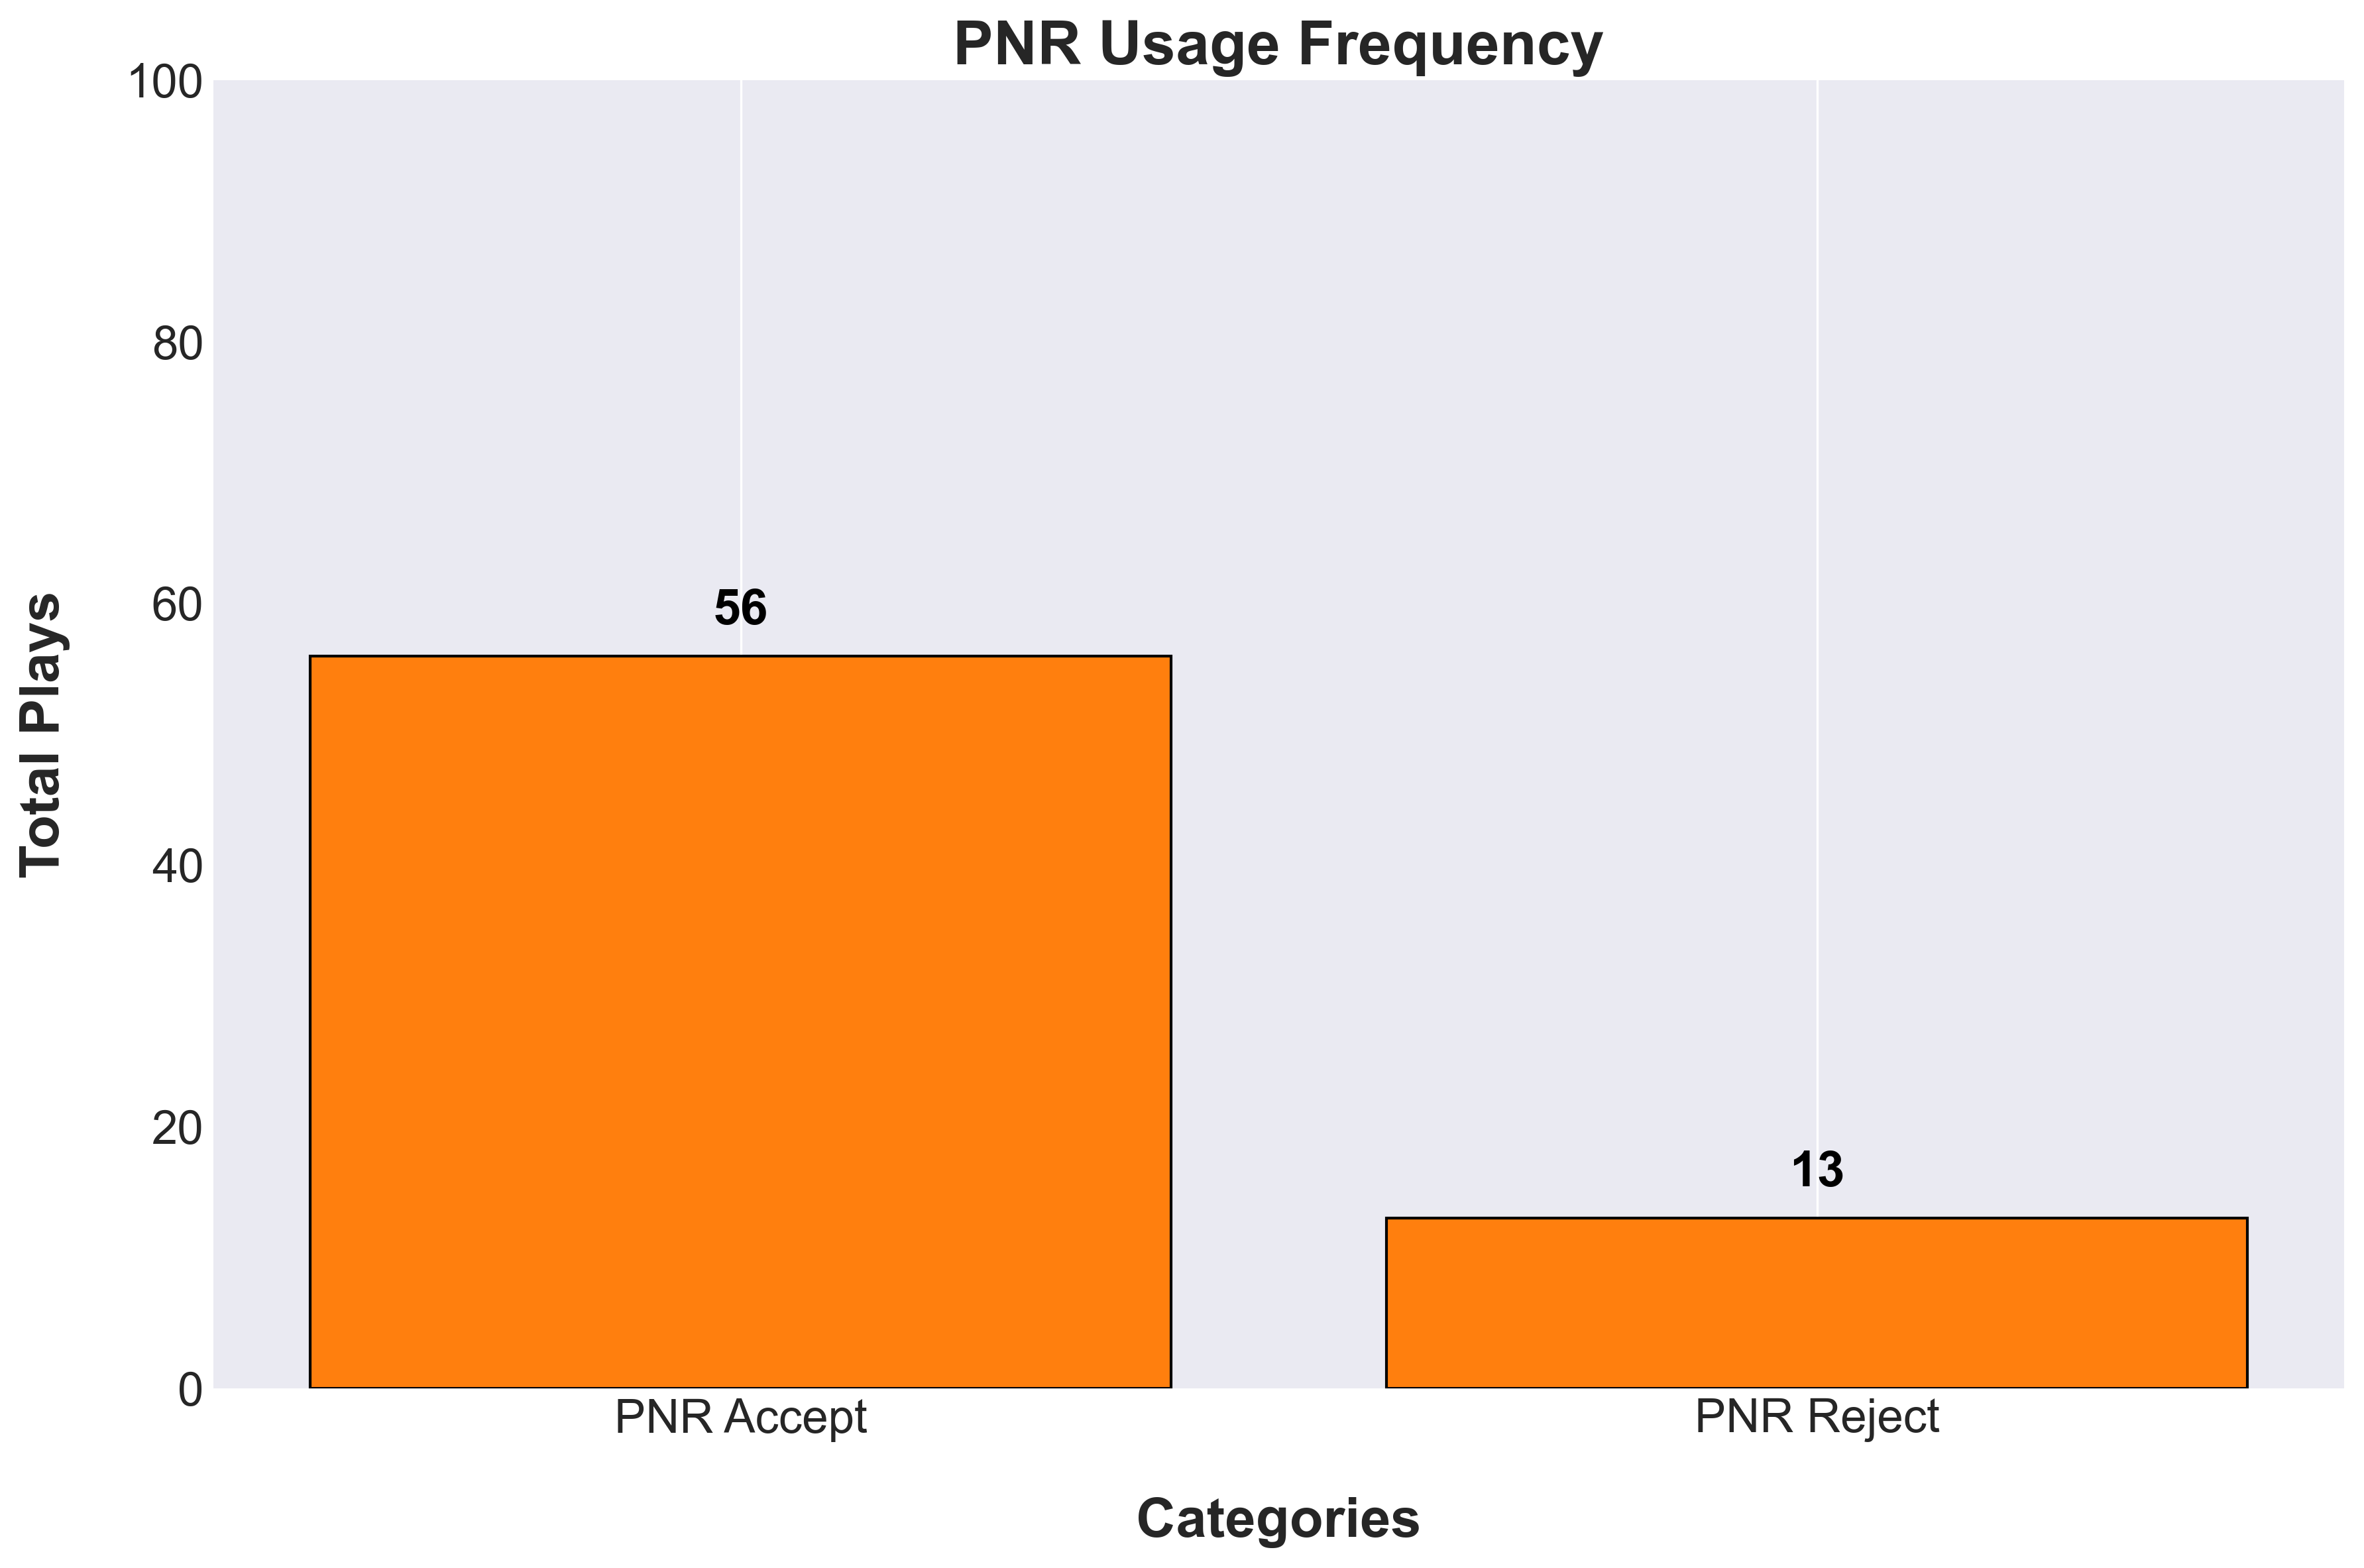 PNR Usage Frequency
100
80
60
40
20
0
Total Plays
56
13
PNR Accept
PNR Reject
Categories